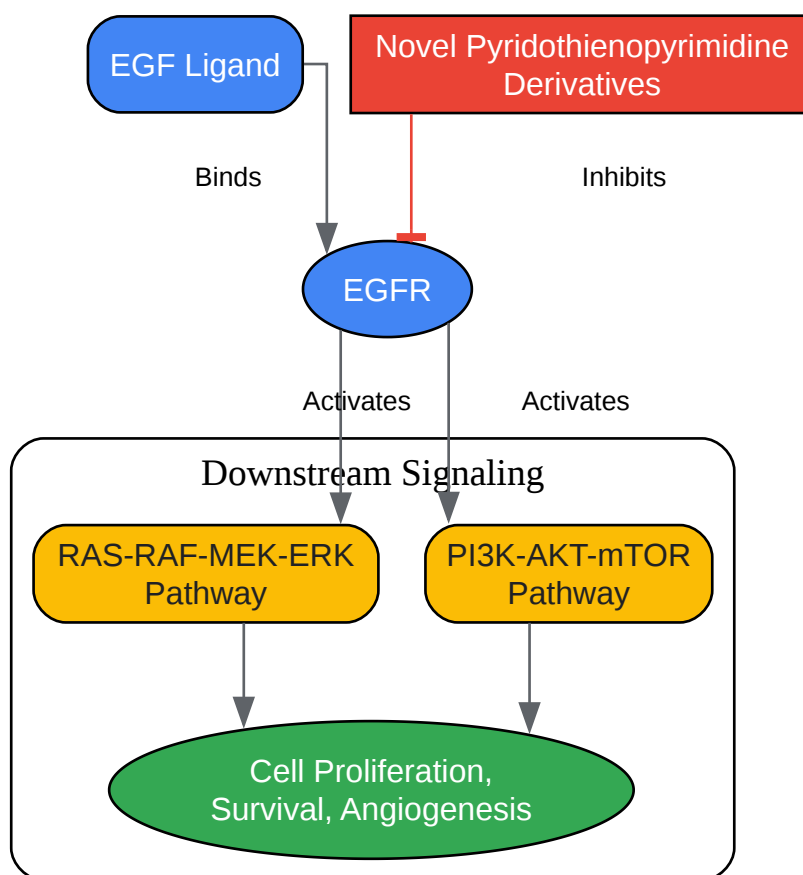 EGF Ligand
Novel Pyridothienopyrimidine
Derivatives
Binds
Inhibits
EGFR
Activates
Activates
Downstream Signaling
RAS-RAF-MEK-ERK
Pathway
PI3K-AKT-mTOR
Pathway
Cell Proliferation,
Survival, Angiogenesis